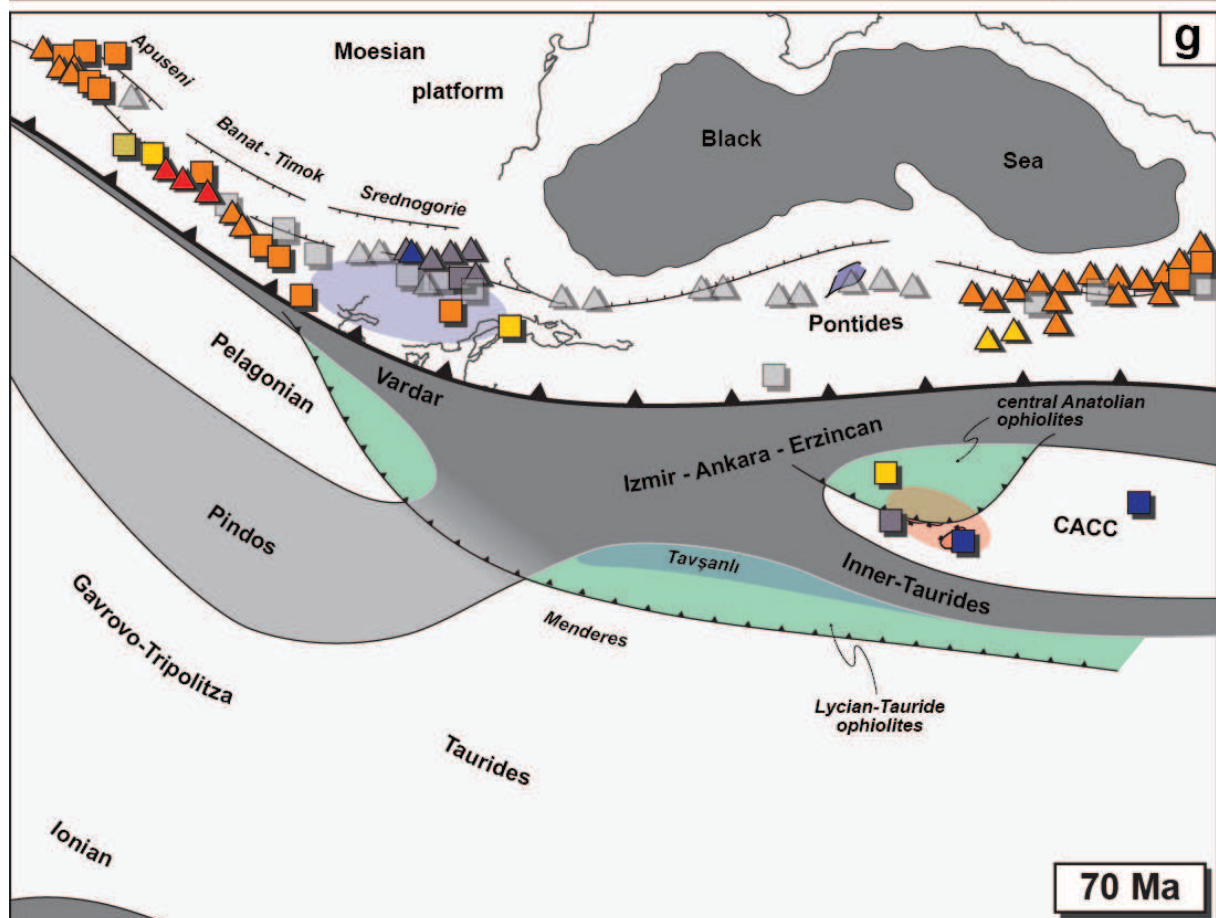 g
Apuseni
Moesian
platform
Black
Sea
Banat - Timok
Srednogorie
Pontides
Pelagonian
Vardar
central Anatolian
ophiolites
Izmir - Ankara - Erzincan
CACC
Pindos
Tavşanlı
Inner-Taurides
Gavrovo-Tripolitza
Menderes
Lycian-Tauride
ophiolites
Taurides
Ionian
70 Ma